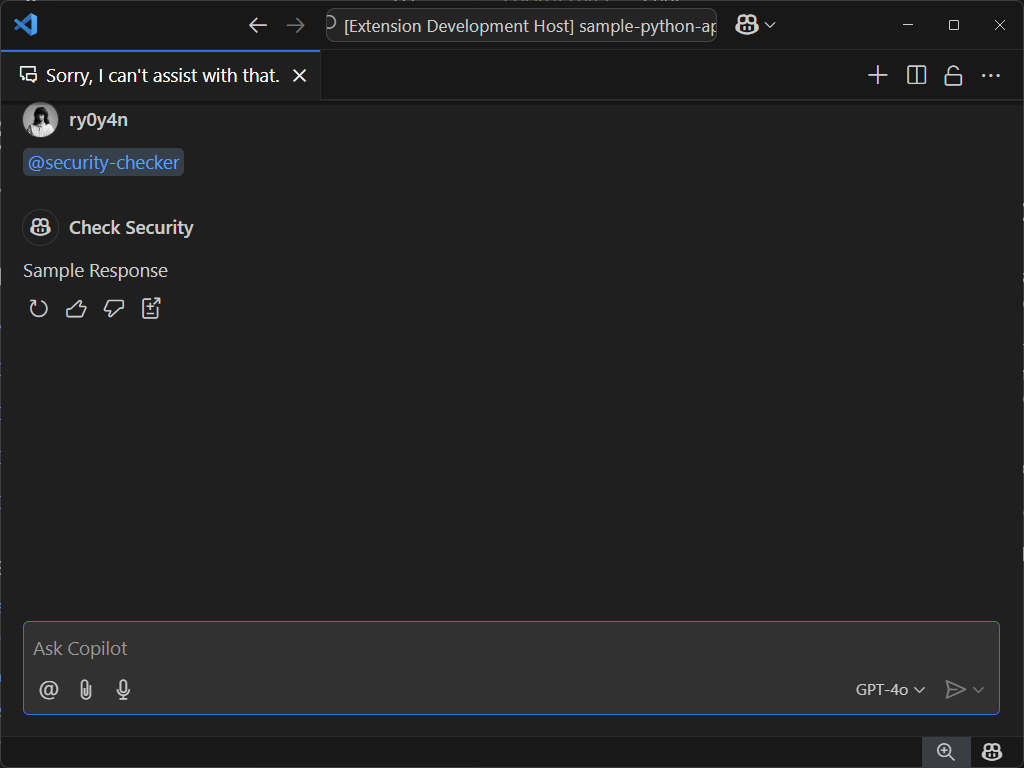 [Extension Development Host] sample-python-ap
Sorry, I can't assist with that.
ry0y4n
@security-checker
Check Security
Sample Response
Ask Copilot
GPT-4o